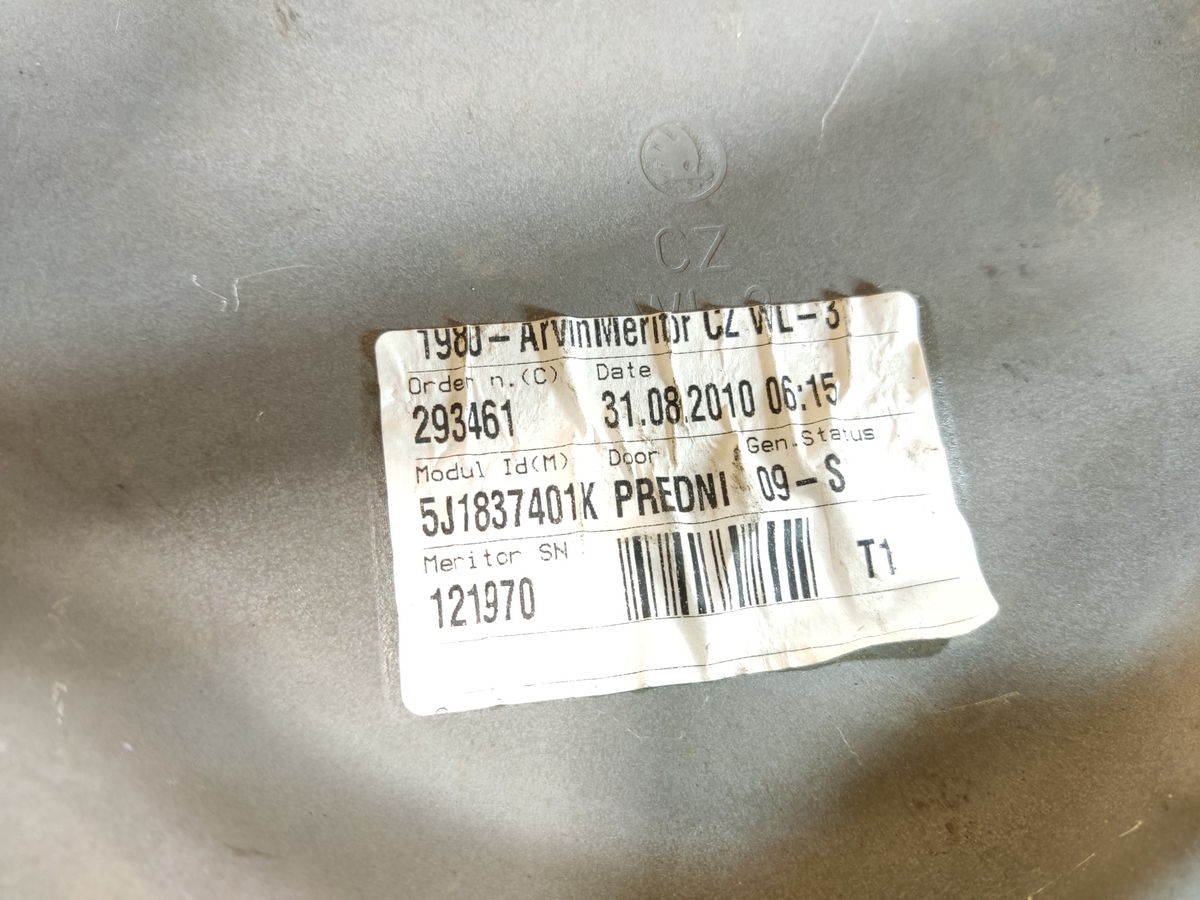 CZ
1980 - ArvinMeritor CZ WL - 3
Order n.(C) Date
293461 31.08.2010 06:15
Modul Id(M) Door Gen.Status
5J1837401K PREDNI 09 - S
Meritor SN
121970 T1